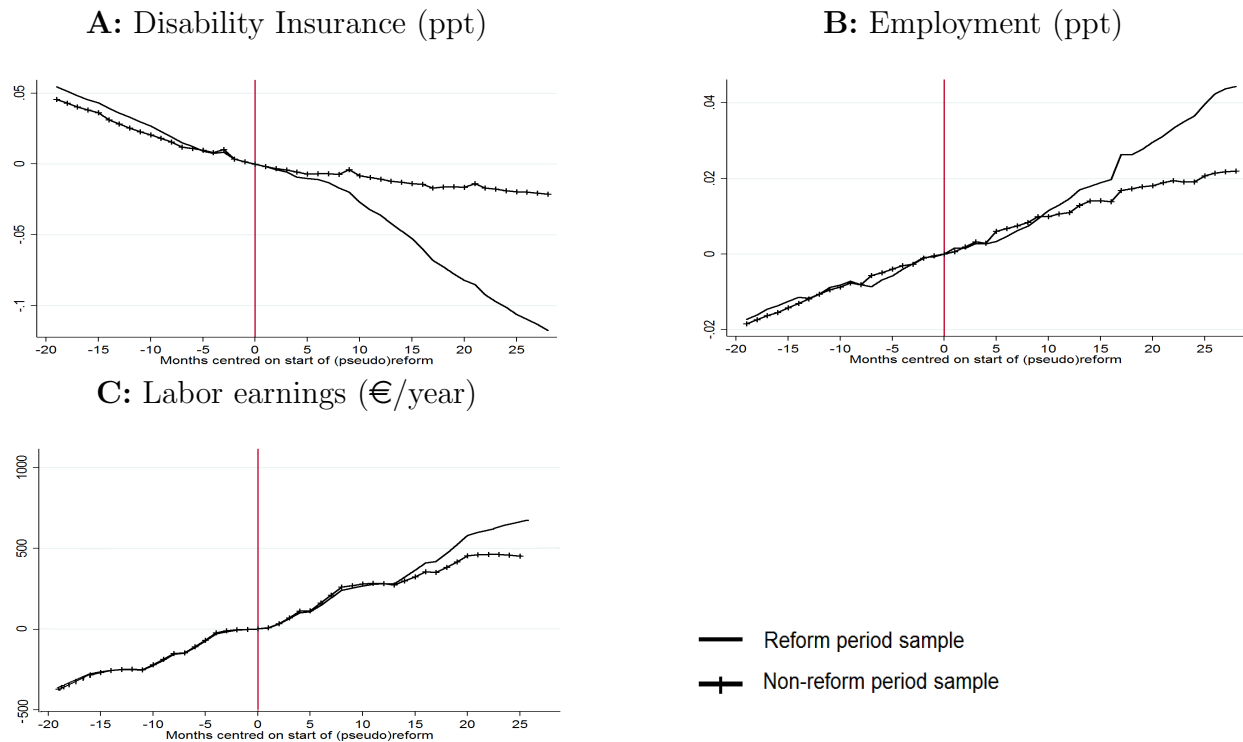 A: Disability Insurance (ppt)
.05
0
-.05
-.1
-20 -15 -10 -5 0 5 10 15 20 25
Months centred on start of (pseudo)reform
B: Employment (ppt)
.04
.02
0
-.02
-20 -15 -10 -5 0 5 10 15 20 25
Months centred on start of (pseudo)reform
C: Labor earnings (€/year)
1000
500
0
-500
-20 -15 -10 -5 0 5 10 15 20 25
Months centred on start of (pseudo)reform
Reform period sample
Non-reform period sample